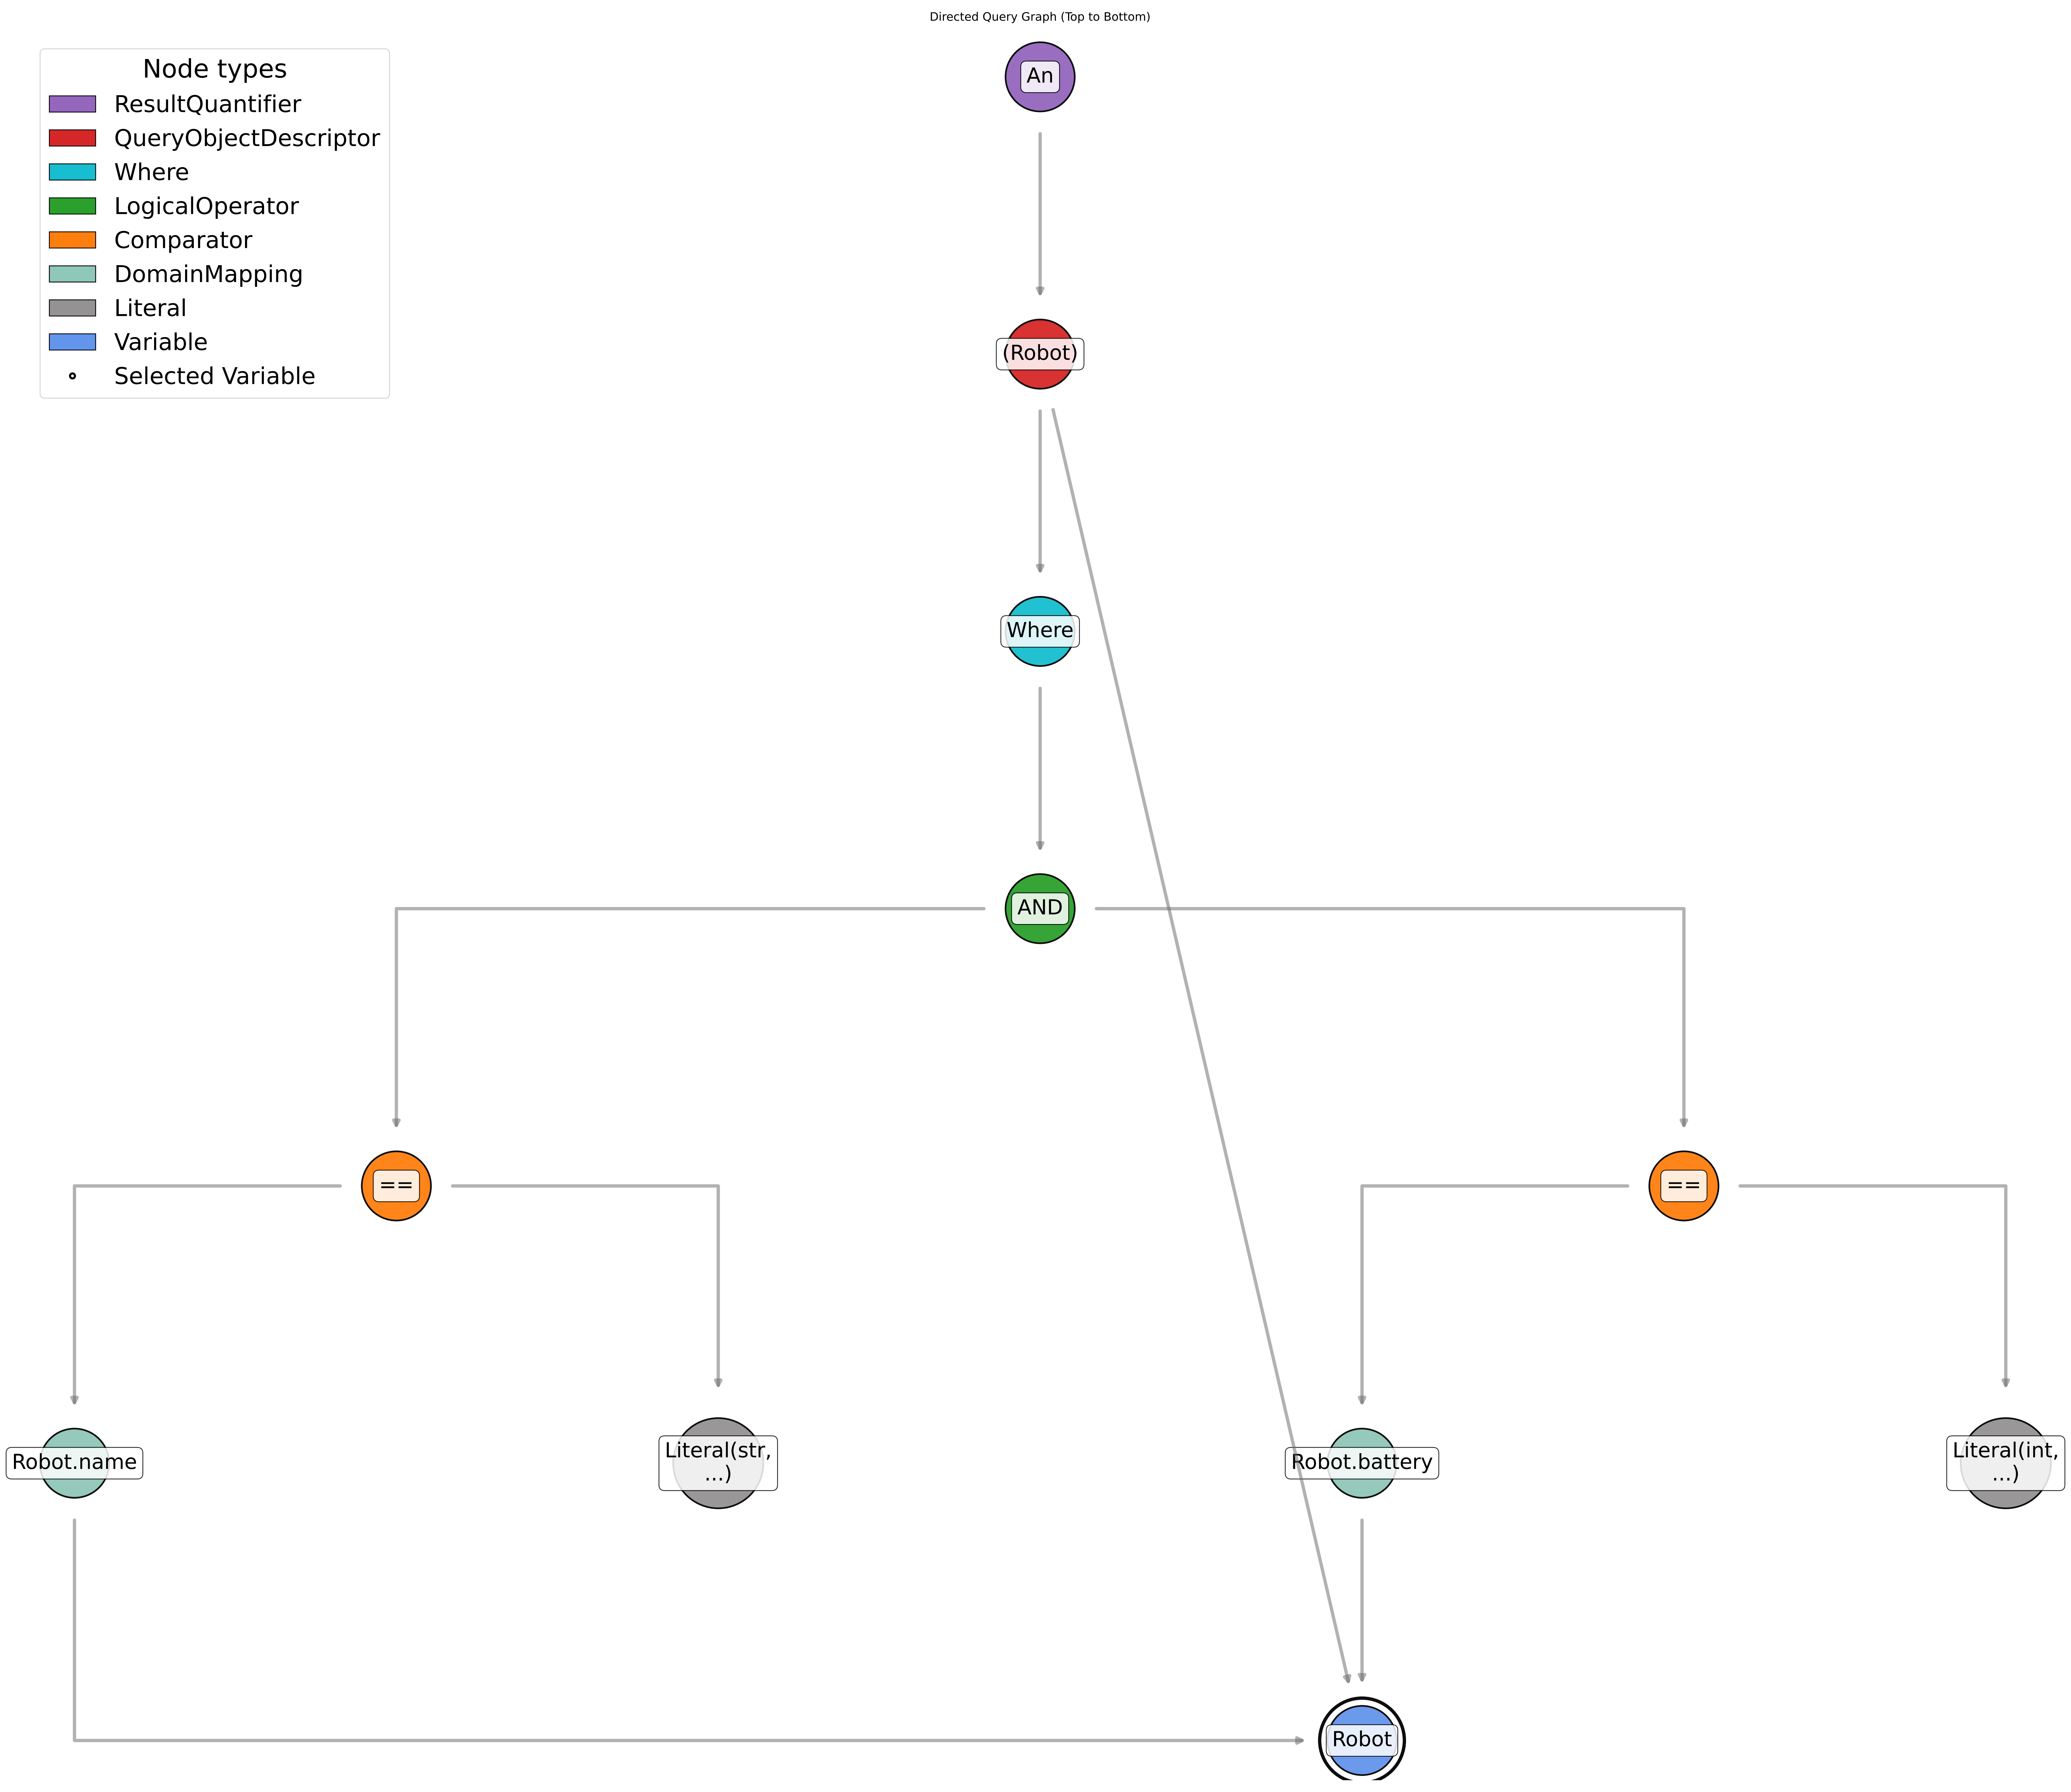 Directed Query Graph (Top to Bottom)
Node types
ResultQuantifier
QueryObjectDescriptor
Where
LogicalOperator
Comparator
DomainMapping
Literal
Variable
Selected Variable
An
(Robot)
Where
AND
==
==
Robot.name
Literal(str,
...)
Robot.battery
Literal(int,
...)
Robot